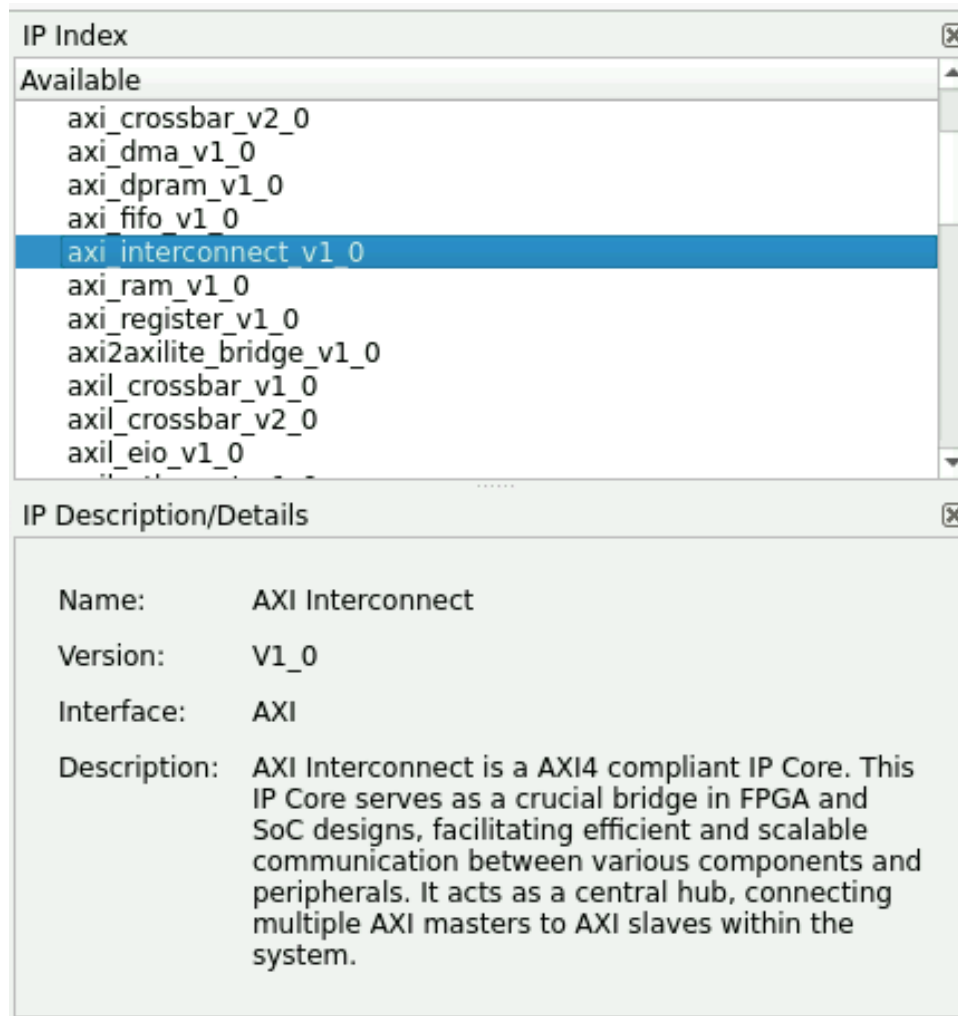 IP Index
Available
axi_crossbar_v2_0
axi_dma_v1_0
axi_dpram_v1_0
axi_fifo_v1_0
axi_interconnect_v1_0
axi_ram_v1_0
axi_register_v1_0
axi2axilite_bridge_v1_0
axil_crossbar_v1_0
axil_crossbar_v2_0
axil_eio_v1_0
IP Description/Details
Name: AXI Interconnect
Version: V1_0
Interface: AXI
Description: AXI Interconnect is a AXI4 compliant IP Core. This
IP Core serves as a crucial bridge in FPGA and
SoC designs, facilitating efficient and scalable
communication between various components and
peripherals. It acts as a central hub, connecting
multiple AXI masters to AXI slaves within the
system.